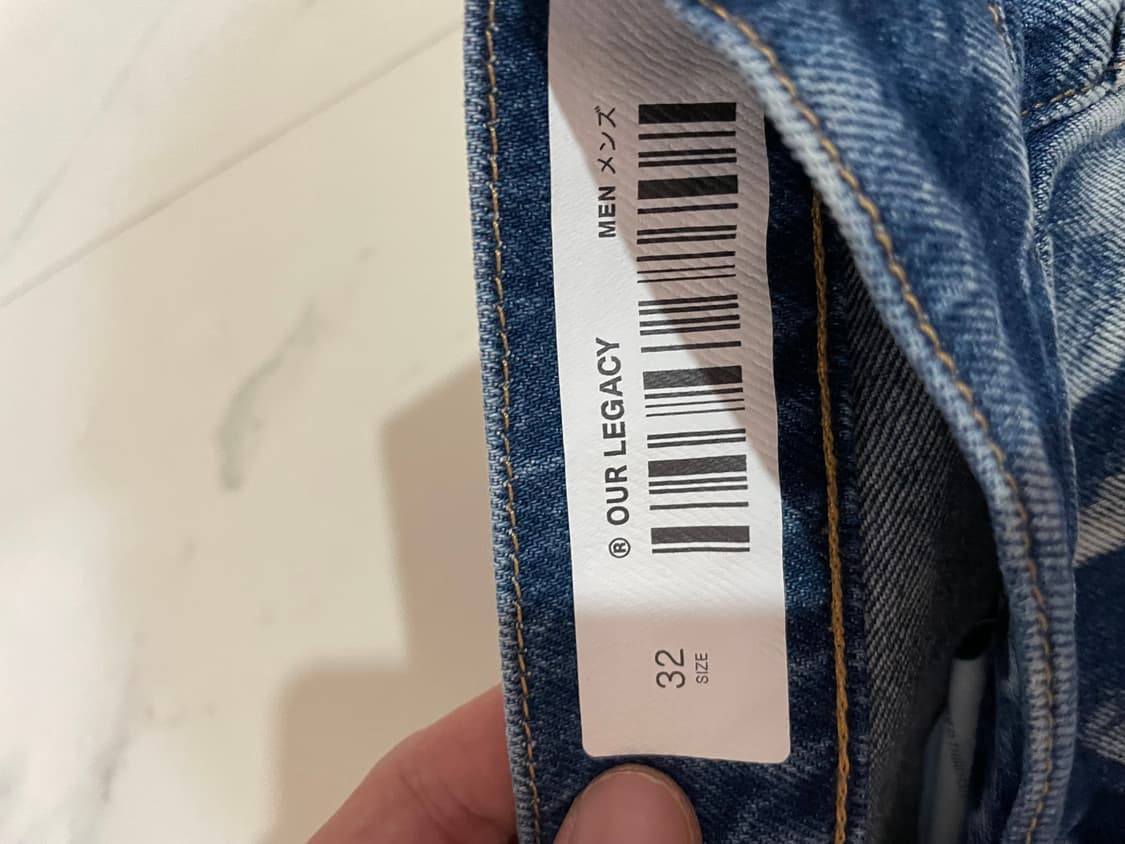 ® OUR LEGACY MEN メンズ
32
SIZE